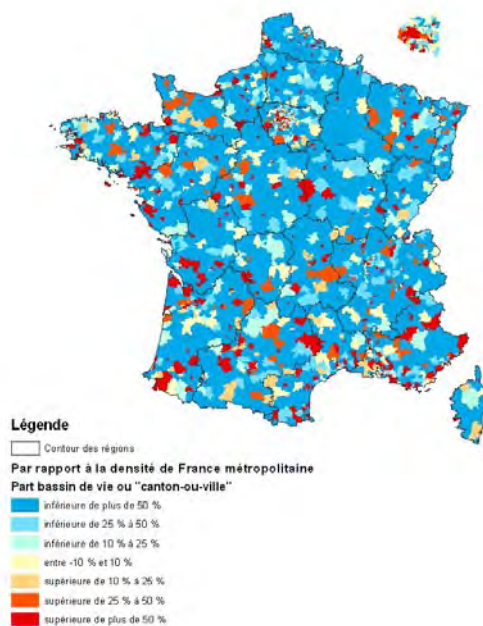 Légende
Contour des régions
Par rapport à la densité de France métropolitaine
Part bassin de vie ou "canton-ou-ville"
inférieure de plus de 50 %
inférieure de 25 % à 50 %
inférieure de 10 % à 25 %
entre -10 % et 10 %
supérieure de 10 % à 25 %
supérieure de 25 % à 50 %
supérieure de plus de 50 %